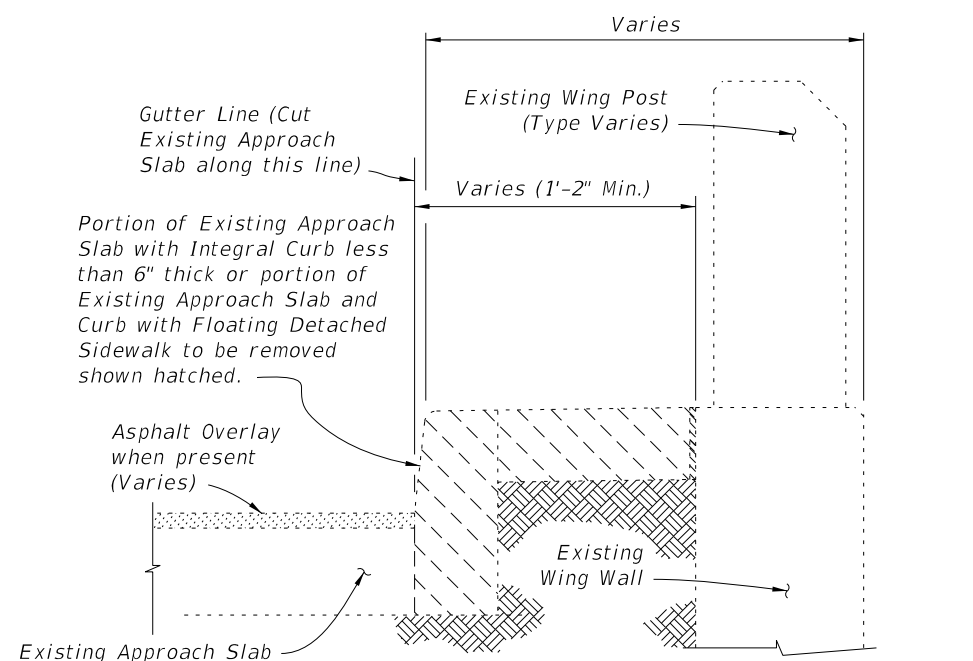 Varies
Existing Wing Post
(Type Varies)
Gutter Line (Cut
Existing Approach
Slab along this line)
Varies (1'-2" Min.)
Portion of Existing Approach
Slab with Integral Curb less
than 6" thick or portion of
Existing Approach Slab and
Curb with Floating Detached
Sidewalk to be removed
shown hatched.
Asphalt Overlay
when present
(Varies)
Existing
Wing Wall
Existing Approach Slab